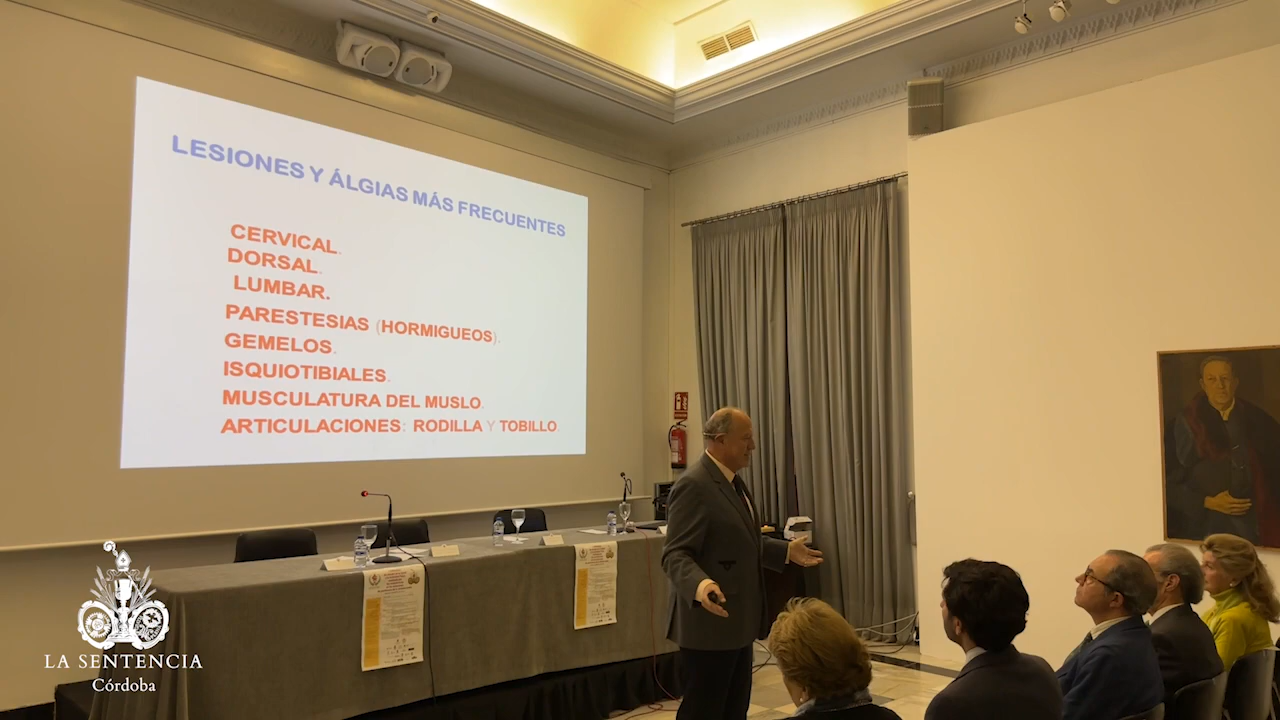 LESIONES Y ÁLGIAS MÁS FRECUENTES
CERVICAL.
DORSAL.
LUMBAR.
PARESTESIAS (HORMIGUEOS).
GEMELOS.
ISQUIOTIBIALES.
MUSCULATURA DEL MUSLO.
ARTICULACIONES: RODILLA Y TOBILLO
LA SENTENCIA
Córdoba